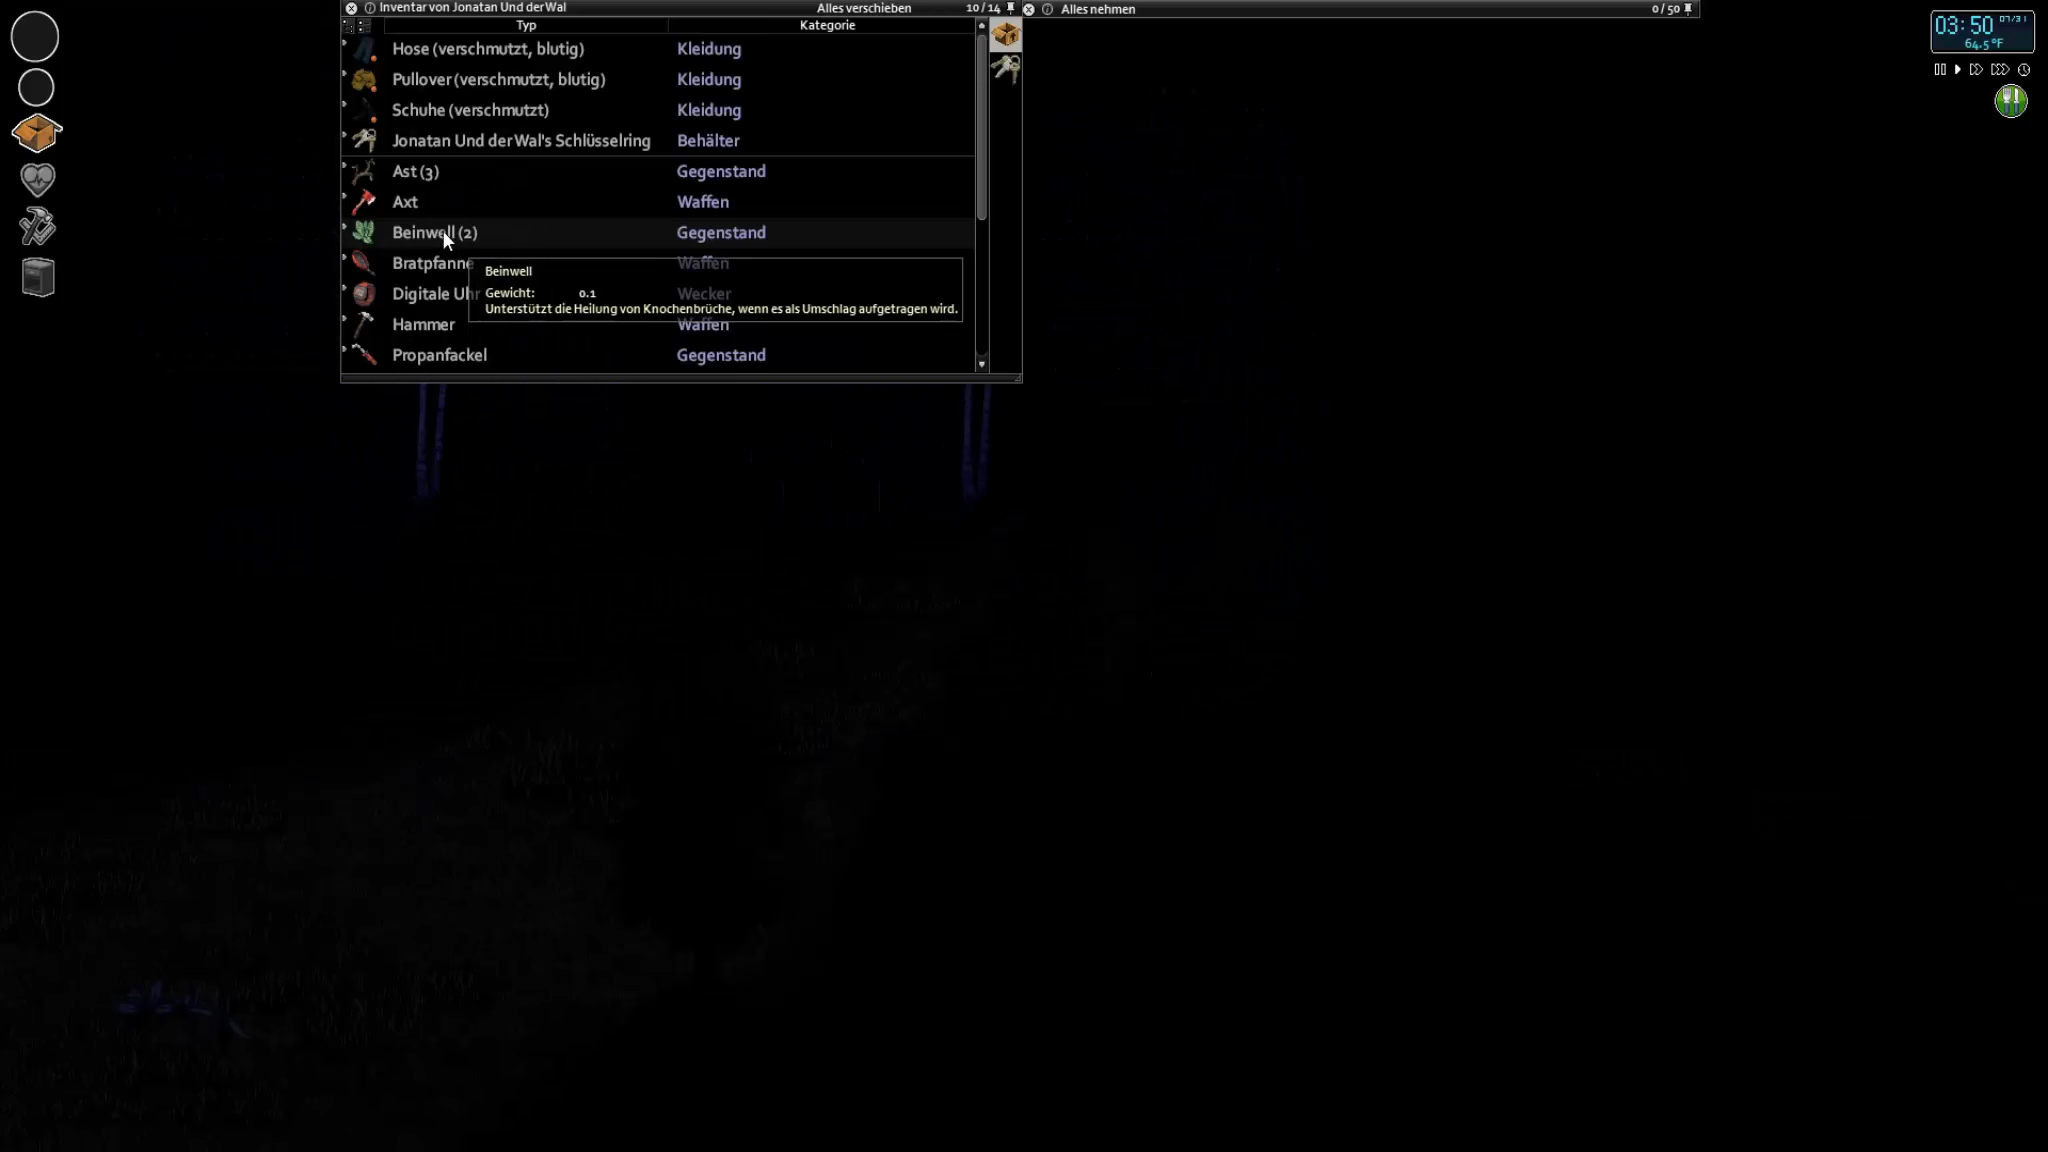 Inventar von Jonatan Und der Wal Alles verschieben 10 / 14
Alles nehmen 0 / 50
Typ Kategorie
Hose (verschmutzt, blutig) Kleidung
Pullover (verschmutzt, blutig) Kleidung
Schuhe (verschmutzt) Kleidung
Jonatan Und der Wal's Schlüsselring Behälter
Ast (3) Gegenstand
Axt Waffen
Beinwell (2) Gegenstand
Bratpfanne Waffen
Digitale Uhr Wecker
Hammer Waffen
Propanfackel Gegenstand
Beinwell
Gewicht: 0.1
Unterstützt die Heilung von Knochenbrüche, wenn es als Umschlag aufgetragen wird.
03:50 07/31
64.5 °F